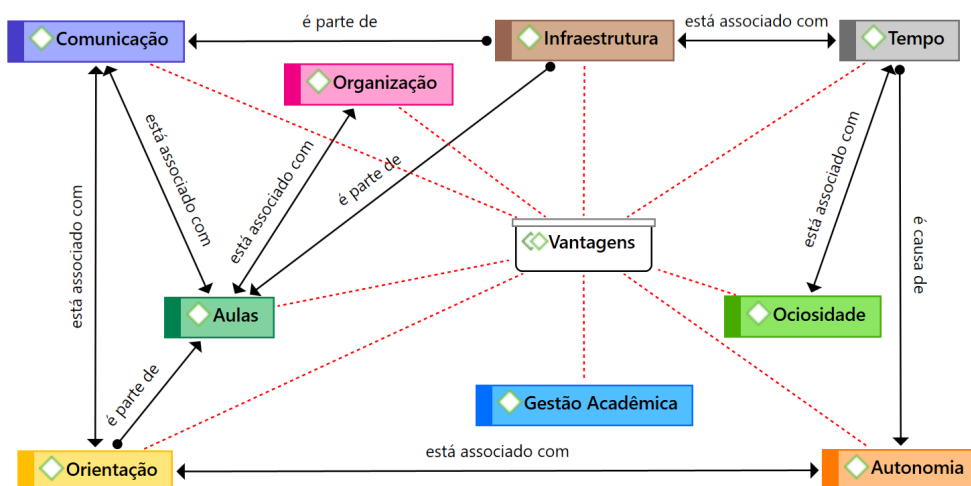 é parte de
está associado com
Comunicação
Infraestrutura
Tempo
Organização
está associado com
está associado com
é parte de
está associado com
é causa de
está associado com
Vantagens
Aulas
Ociosidade
é parte de
Gestão Acadêmica
está associado com
Orientação
Autonomia